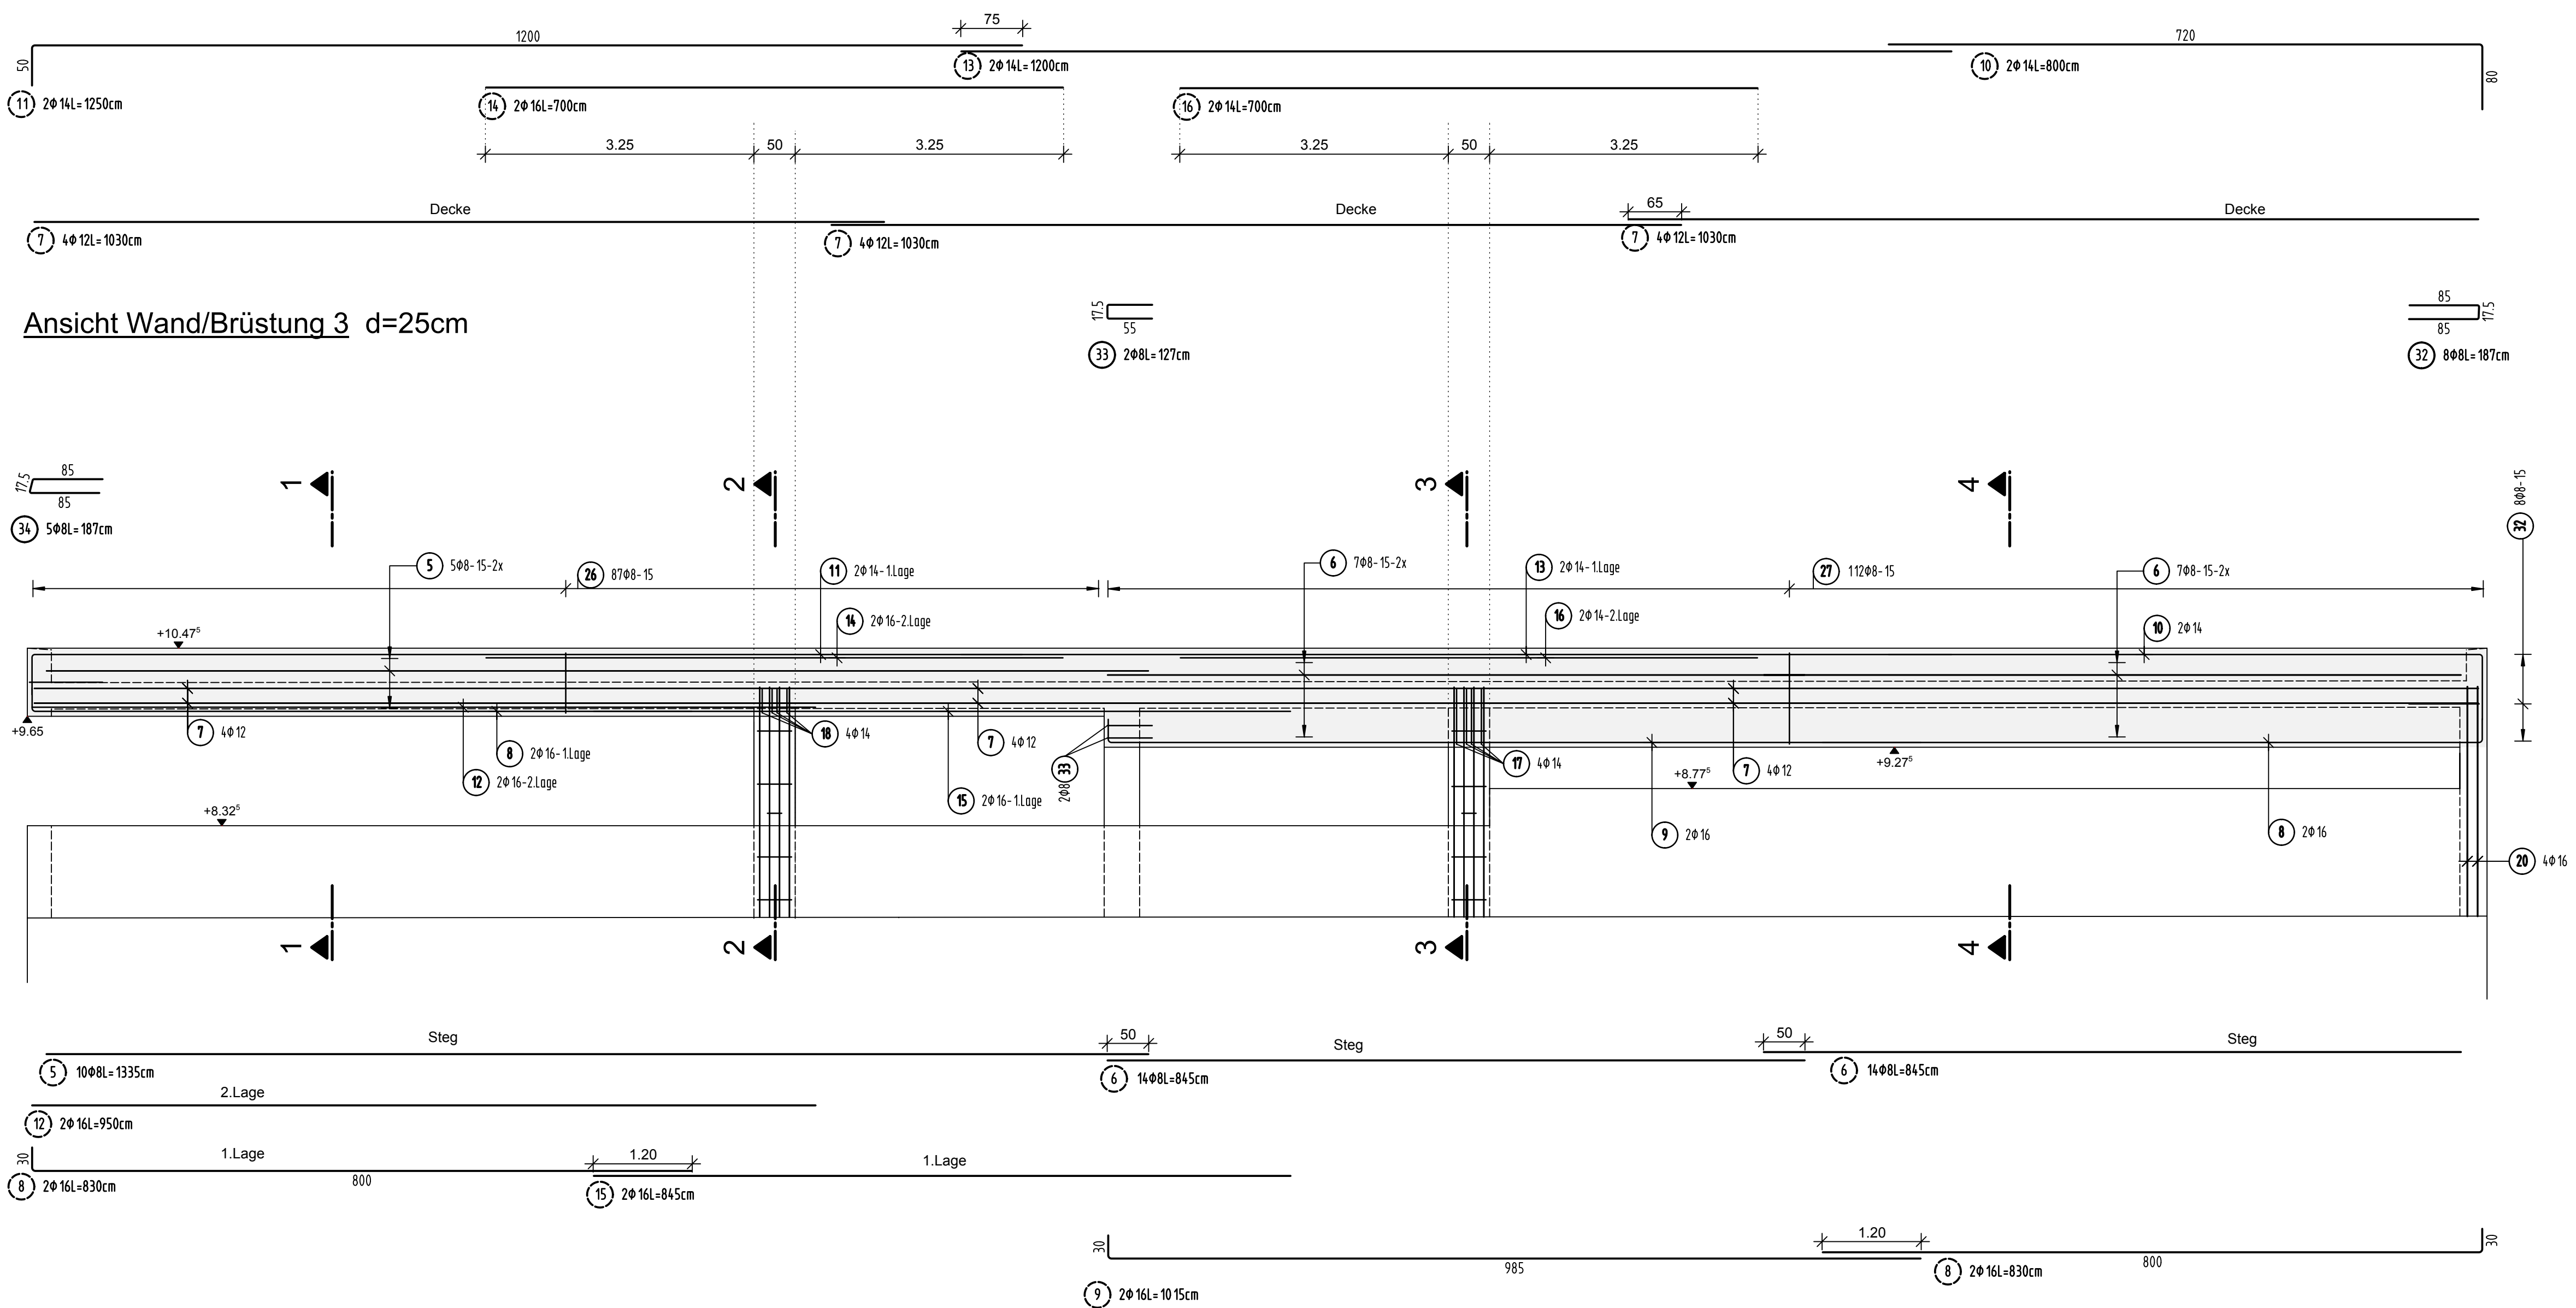 75
1200
720
50
80
13 2Φ14L=1200cm
10 2Φ14L=800cm
11 2Φ14L=1250cm
14 2Φ16L=700cm
16 2Φ14L=700cm
3.25 50 3.25
3.25 50 3.25
Decke
Decke
65
Decke
7 4Φ12L=1030cm
7 4Φ12L=1030cm
7 4Φ12L=1030cm
Ansicht Wand/Brüstung 3 d=25cm
17.5
55
33 2Φ8L=127cm
85
17.5
85
32 8Φ8L=187cm
85
17.5
85
34 5Φ8L=187cm
1
2
3
4
32 8Φ8-15
5 5Φ8-15-2x
26 87Φ8-15
11 2Φ14-1.Lage
6 7Φ8-15-2x
13 2Φ14-1.Lage
27 112Φ8-15
6 7Φ8-15-2x
14 2Φ16-2.Lage
16 2Φ14-2.Lage
10 2Φ14
+10.47⁵
+9.65
7 4Φ12
8 2Φ16-1.Lage
12 2Φ16-2.Lage
18 4Φ14
7 4Φ12
15 2Φ16-1.Lage
33 2Φ8
17 4Φ14
7 4Φ12
+9.27⁵
+8.77⁵
+8.32⁵
9 2Φ16
8 2Φ16
20 4Φ16
1
2
3
4
Steg
50
Steg
50
Steg
5 10Φ8L=1335cm
6 14Φ8L=845cm
6 14Φ8L=845cm
2.Lage
12 2Φ16L=950cm
30
1.Lage
1.20
1.Lage
800
8 2Φ16L=830cm
15 2Φ16L=845cm
30
985
1.20
800
30
9 2Φ16L=1015cm
8 2Φ16L=830cm